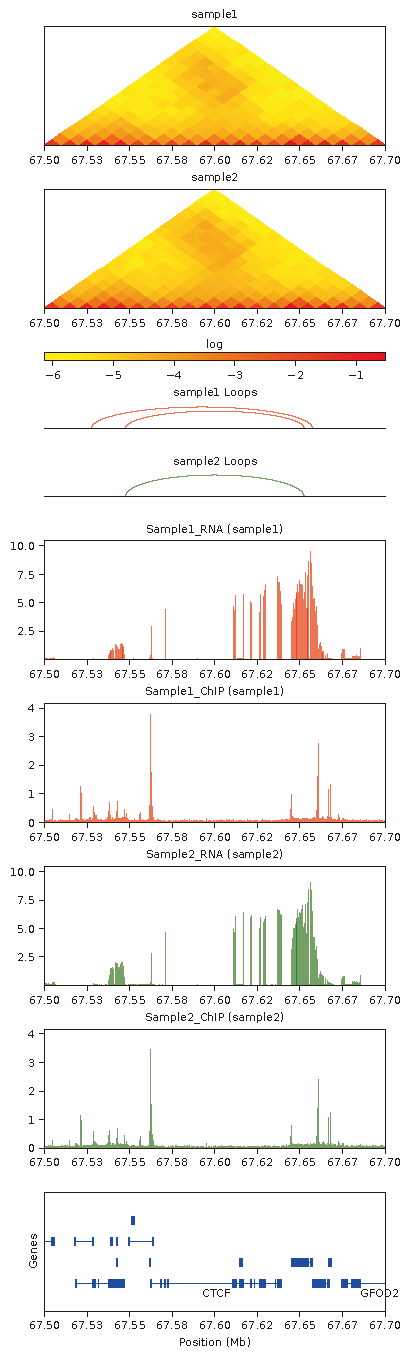 sample1
67.50 67.53 67.55 67.58 67.60 67.62 67.65 67.67 67.70
sample2
67.50 67.53 67.55 67.58 67.60 67.62 67.65 67.67 67.70
log
−6 −5 −4 −3 −2 −1
sample1 Loops
sample2 Loops
Sample1_RNA (sample1)
10.0
7.5
5.0
2.5
67.50 67.53 67.55 67.58 67.60 67.62 67.65 67.67 67.70
Sample1_ChIP (sample1)
4
3
2
1
0
67.50 67.53 67.55 67.58 67.60 67.62 67.65 67.67 67.70
Sample2_RNA (sample2)
10.0
7.5
5.0
2.5
67.50 67.53 67.55 67.58 67.60 67.62 67.65 67.67 67.70
Sample2_ChIP (sample2)
4
3
2
1
0
67.50 67.53 67.55 67.58 67.60 67.62 67.65 67.67 67.70
Genes
CTCF GFOD2
67.50 67.53 67.55 67.58 67.60 67.62 67.65 67.67 67.70
Position (Mb)